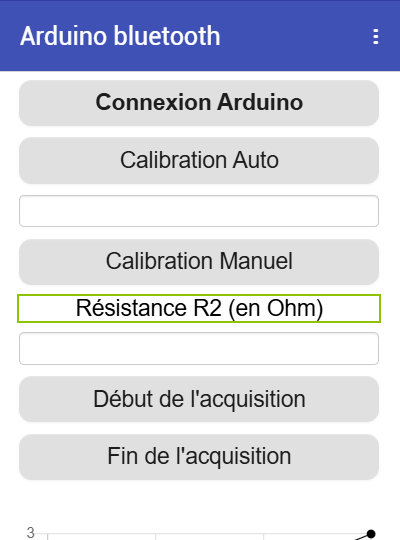 Arduino bluetooth
Connexion Arduino
Calibration Auto
Calibration Manuel
Résistance R2 (en Ohm)
Début de l'acquisition
Fin de l'acquisition
3